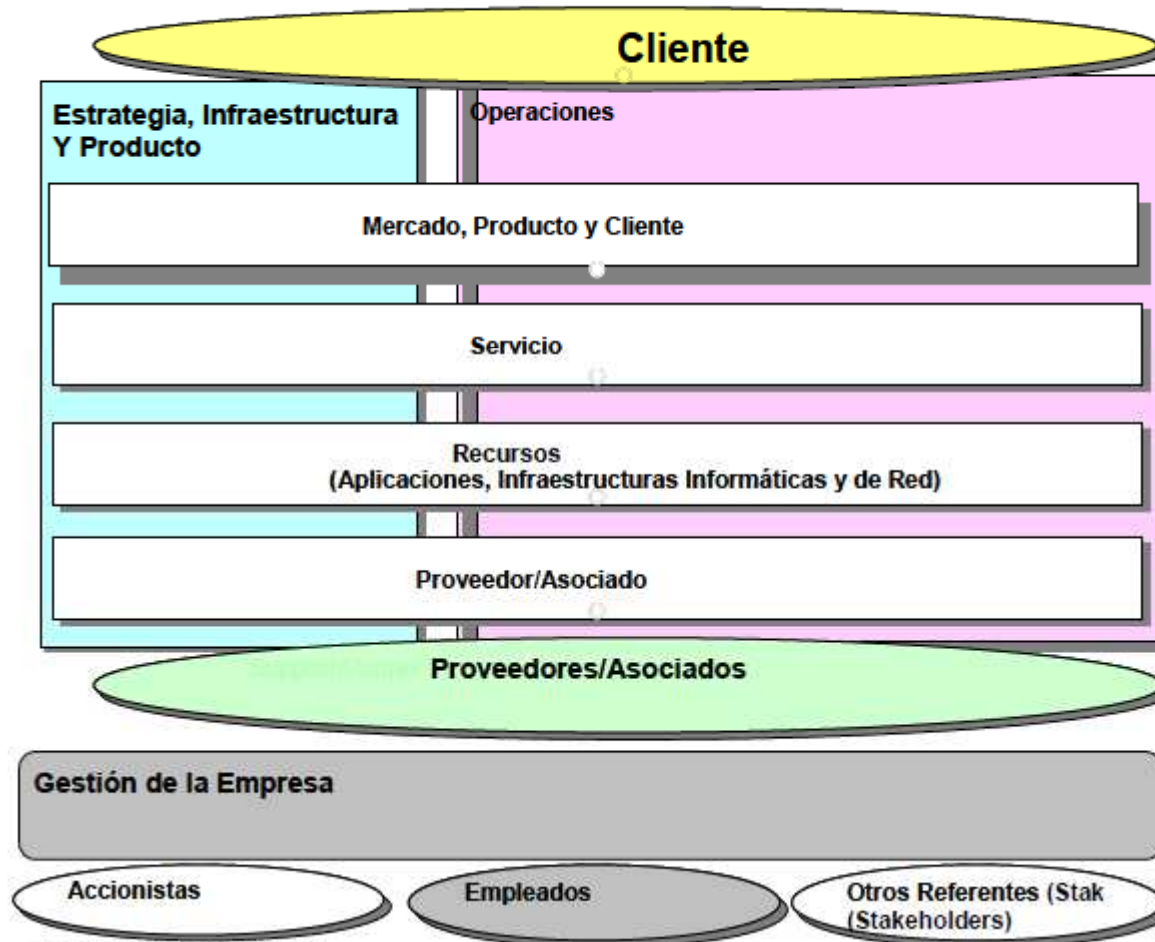 Cliente
Estrategia, Infraestructura
Y Producto
Operaciones
Mercado, Producto y Cliente
Servicio
Recursos
(Aplicaciones, Infraestructuras Informáticas y de Red)
Proveedor/Asociado
Proveedores/Asociados
Gestión de la Empresa
Accionistas
Empleados
Otros Referentes (Stak
(Stakeholders)